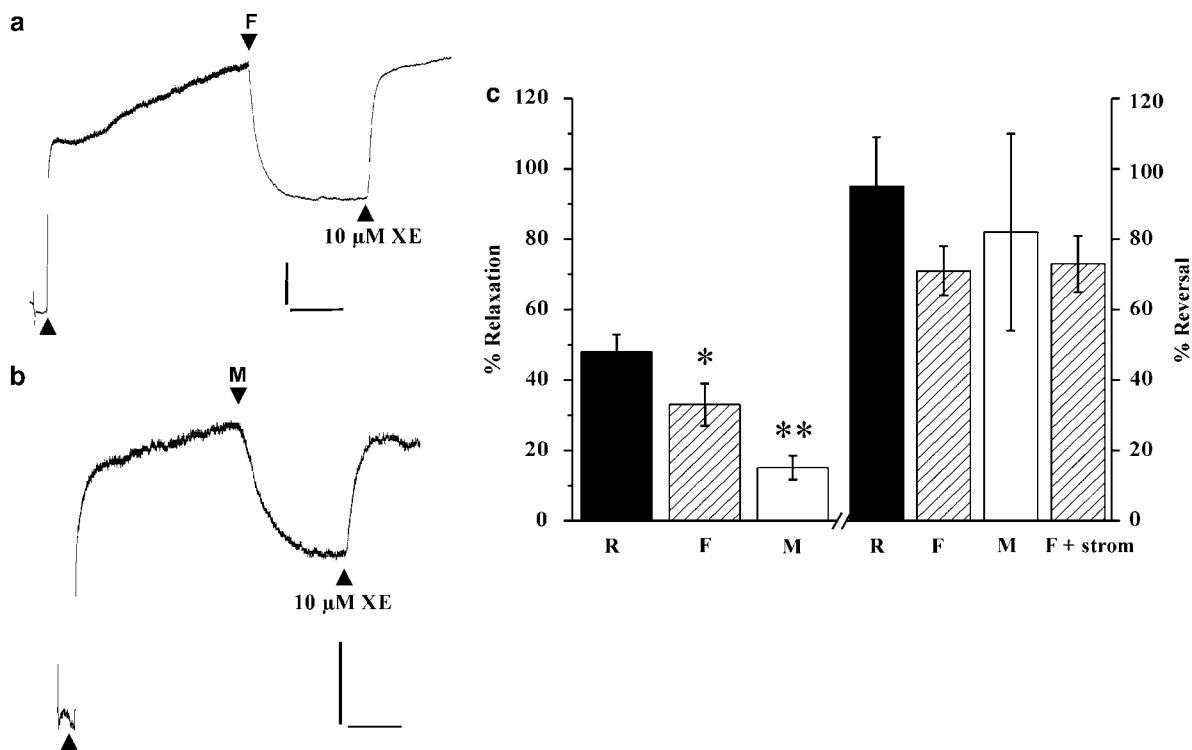 a
F
10 µM XE
b
M
10 µM XE
c
% Relaxation
120
100
80
60
40
20
0
*
**
R
F
M
R
F
M
F + strom
120
100
80
60
40
20
0
% Reversal